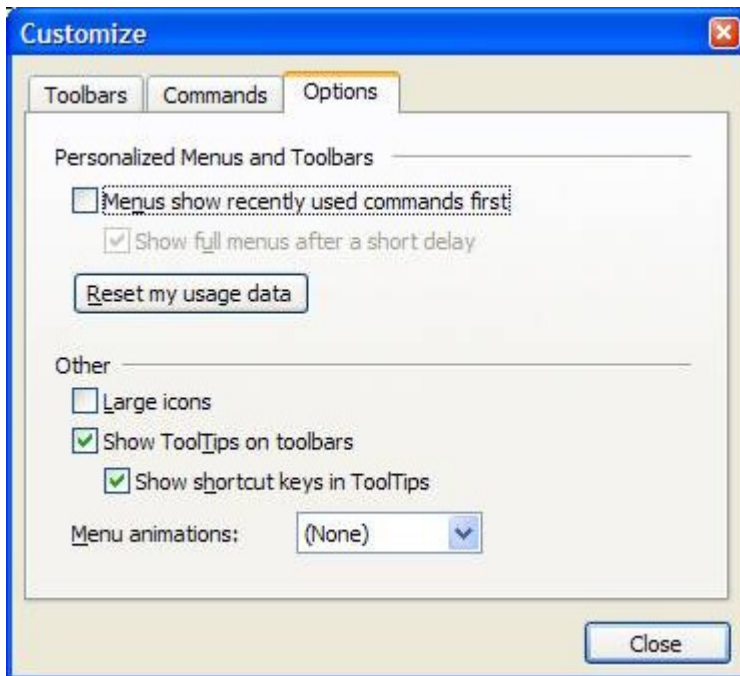 Customize
Toolbars Commands Options
Personalized Menus and Toolbars
Menus show recently used commands first
Show full menus after a short delay
Reset my usage data
Other
Large icons
Show ToolTips on toolbars
Show shortcut keys in ToolTips
Menu animations: (None)
Close